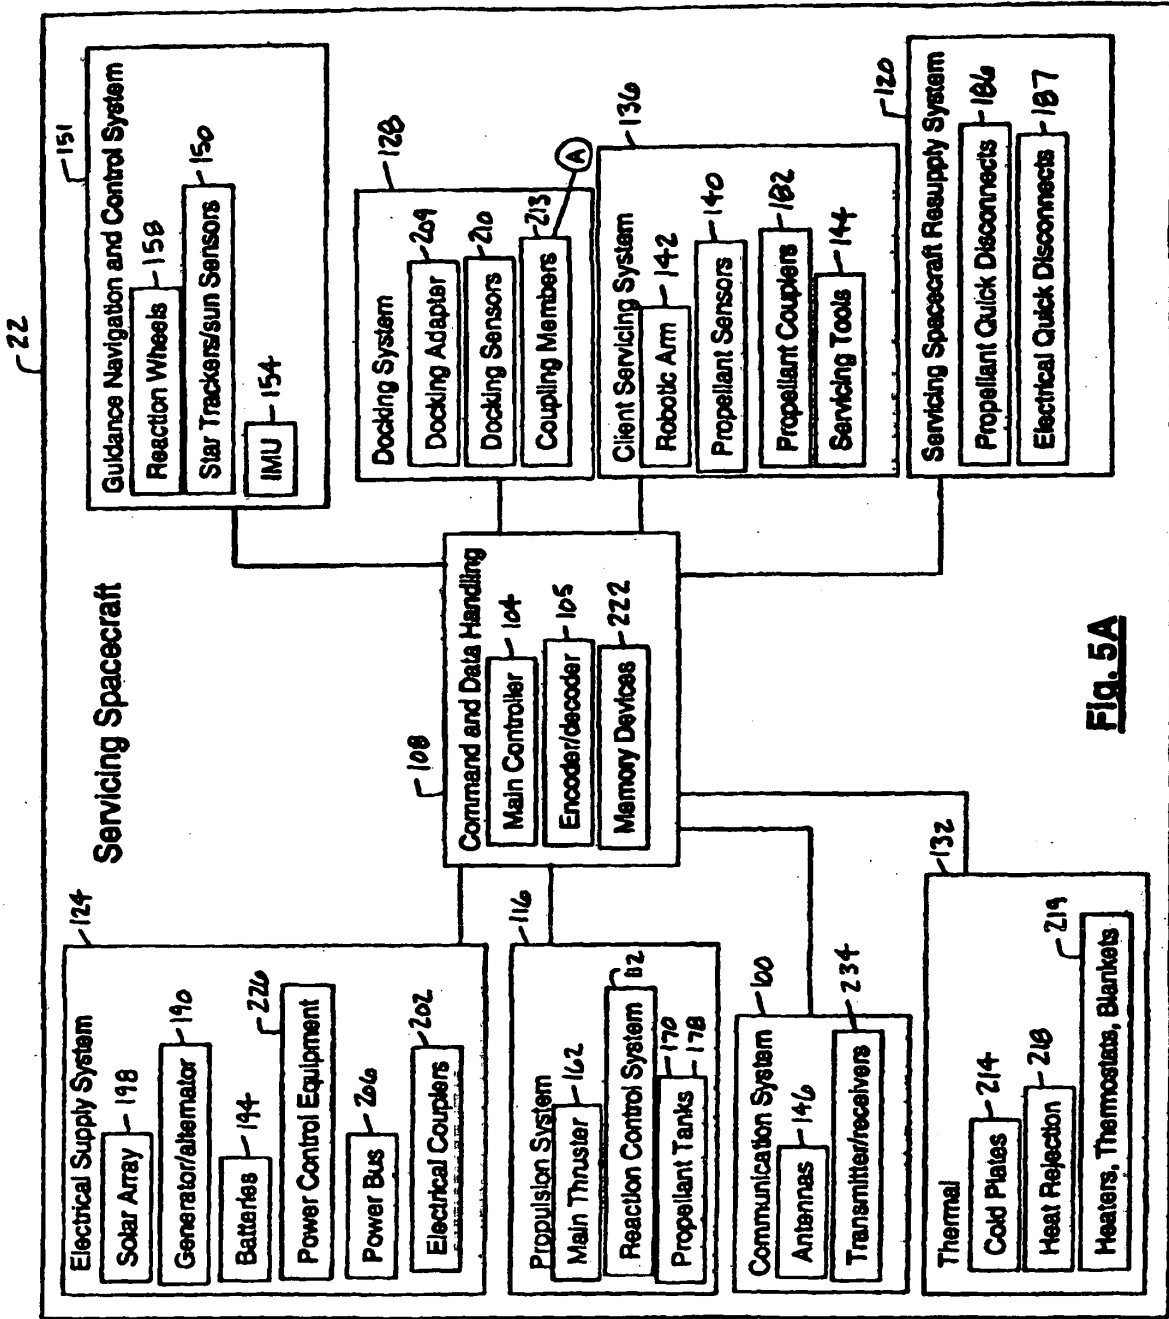 22
Servicing Spacecraft
124
Electrical Supply System
Solar Array 198
Generator/alternator 190
Batteries 194
226
Power Control Equipment
Power Bus 206
Electrical Couplers 202
116
Propulsion System
Main Thruster 162
Reaction Control System 112
Propellant Tanks 170
178
Communication System 100
Antennas 146
Transmitter/receivers 234
132
Thermal
Cold Plates 214
Heat Rejection 218
219
Heaters, Thermostats, Blankets
108
Command and Data Handling
Main Controller 104
Encoder/decoder 105
Memory Devices 222
151
Guidance Navigation and Control System
Reaction Wheels 158
Star Trackers/sun Sensors 150
IMU 154
128
Docking System
Docking Adapter 209
Docking Sensors 210
Coupling Members 213
A
136
Client Servicing System
Robotic Arm 142
Propellant Sensors 140
Propellant Couplers 182
Servicing Tools 144
120
Servicing Spacecraft Resupply System
Propellant Quick Disconnects 186
Electrical Quick Disconnects 187
Fig. 5A